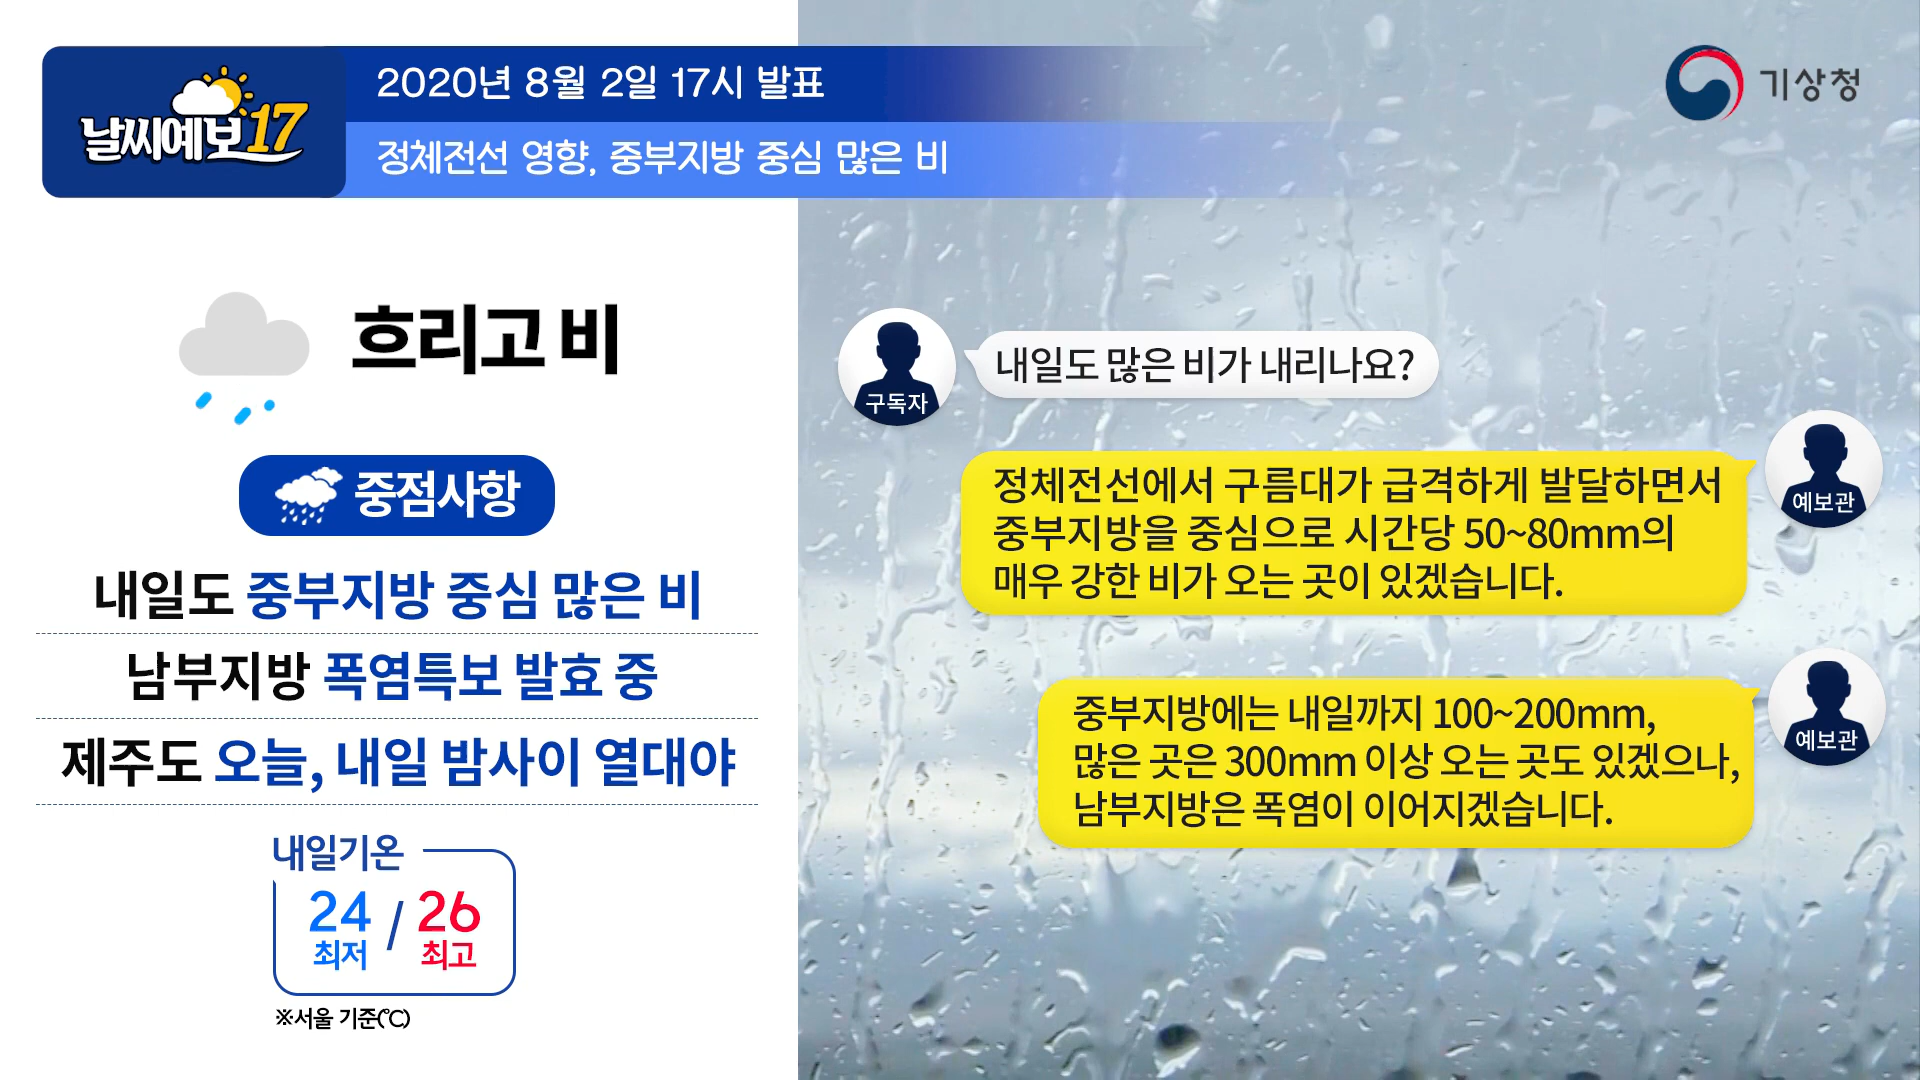 날씨예보17
2020년 8월 2일 17시 발표
정체전선 영향, 중부지방 중심 많은 비
기상청
흐리고 비
중점사항
내일도 중부지방 중심 많은 비
남부지방 폭염특보 발효 중
제주도 오늘, 내일 밤사이 열대야
내일기온
24 / 26
최저 최고
※서울 기준(℃)
구독자
내일도 많은 비가 내리나요?
예보관
정체전선에서 구름대가 급격하게 발달하면서
중부지방을 중심으로 시간당 50~80mm의
매우 강한 비가 오는 곳이 있겠습니다.
예보관
중부지방에는 내일까지 100~200mm,
많은 곳은 300mm 이상 오는 곳도 있겠으나,
남부지방은 폭염이 이어지겠습니다.